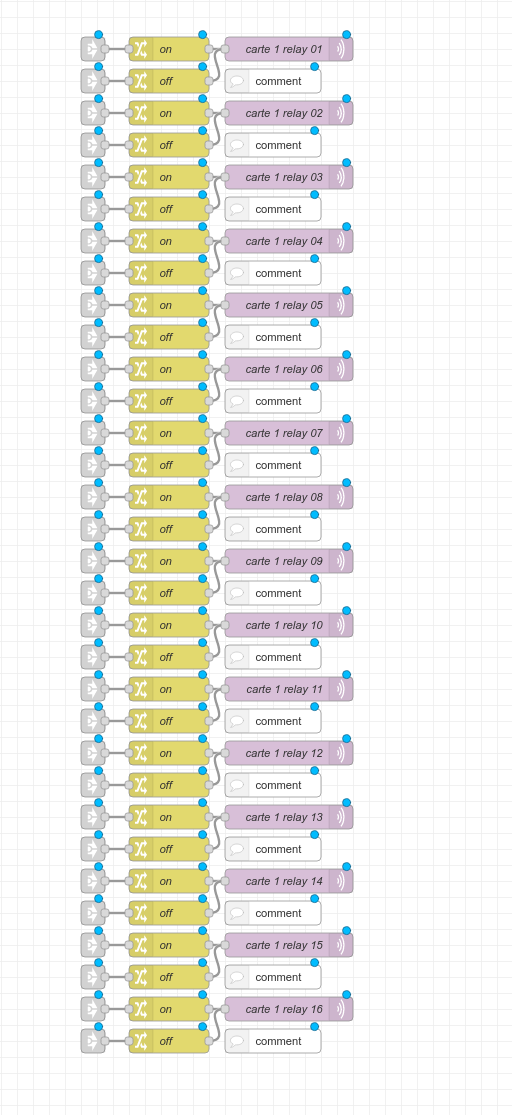 on carte 1 relay 01
off comment
on carte 1 relay 02
off comment
on carte 1 relay 03
off comment
on carte 1 relay 04
off comment
on carte 1 relay 05
off comment
on carte 1 relay 06
off comment
on carte 1 relay 07
off comment
on carte 1 relay 08
off comment
on carte 1 relay 09
off comment
on carte 1 relay 10
off comment
on carte 1 relay 11
off comment
on carte 1 relay 12
off comment
on carte 1 relay 13
off comment
on carte 1 relay 14
off comment
on carte 1 relay 15
off comment
on carte 1 relay 16
off comment